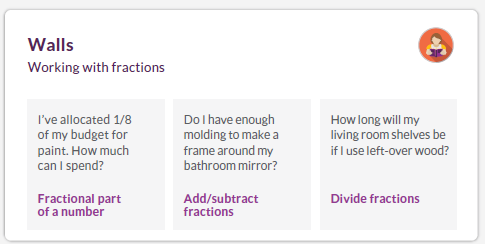 Walls
Working with fractions
I've allocated 1/8
of my budget for
paint. How much
can I spend?
Fractional part
of a number
Do I have enough
molding to make a
frame around my
bathroom mirror?
Add/subtract
fractions
How long will my
living room shelves be
if I use left-over wood?
Divide fractions